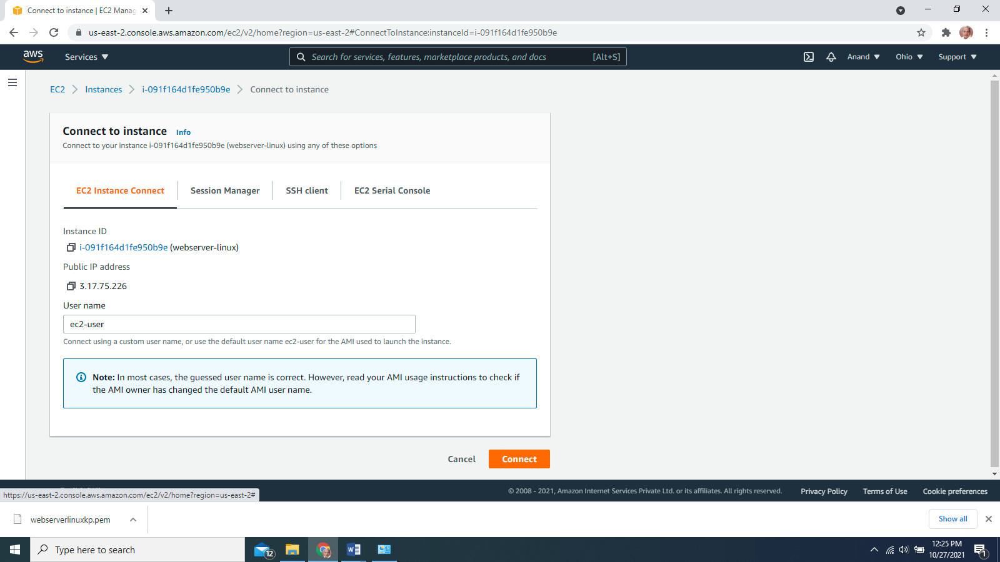 Connect to instance | EC2 Manag
us-east-2.console.aws.amazon.com/ec2/v2/home?region=us-east-2#ConnectToInstance:instanceId=i-091f164d1fe950b9e
aws
Services
Search for services, features, marketplace products, and docs
[Alt+S]
Anand
Ohio
Support
EC2
Instances
i-091f164d1fe950b9e
Connect to instance
Connect to instance
Info
Connect to your instance i-091f164d1fe950b9e (webserver-linux) using any of these options
EC2 Instance Connect
Session Manager
SSH client
EC2 Serial Console
Instance ID
i-091f164d1fe950b9e (webserver-linux)
Public IP address
3.17.75.226
User name
ec2-user
Connect using a custom user name, or use the default user name ec2-user for the AMI used to launch the instance.
Note: In most cases, the guessed user name is correct. However, read your AMI usage instructions to check if
the AMI owner has changed the default AMI user name.
Cancel
Connect
© 2008 - 2021, Amazon Internet Services Private Ltd. or its affiliates. All rights reserved.
Privacy Policy
Terms of Use
Cookie preferences
https://us-east-2.console.aws.amazon.com/ec2/v2/home?region=us-east-2#
webserverlinuxkp.pem
Show all
Type here to search
12
12:25 PM
10/27/2021
1